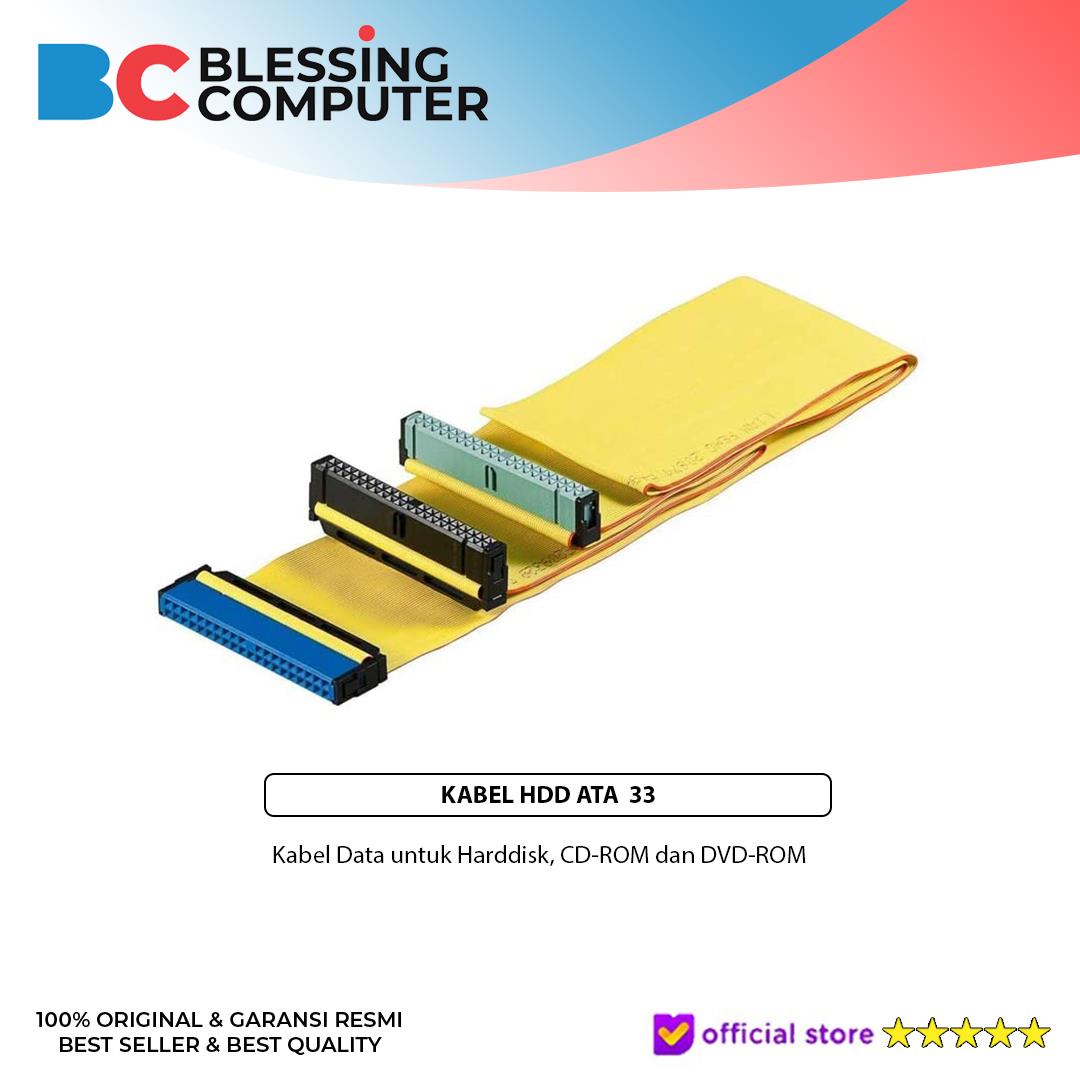 BC BLESSING
COMPUTER
KABEL HDD ATA  33
Kabel Data untuk Harddisk, CD-ROM dan DVD-ROM
100% ORIGINAL & GARANSI RESMI
BEST SELLER & BEST QUALITY
official store